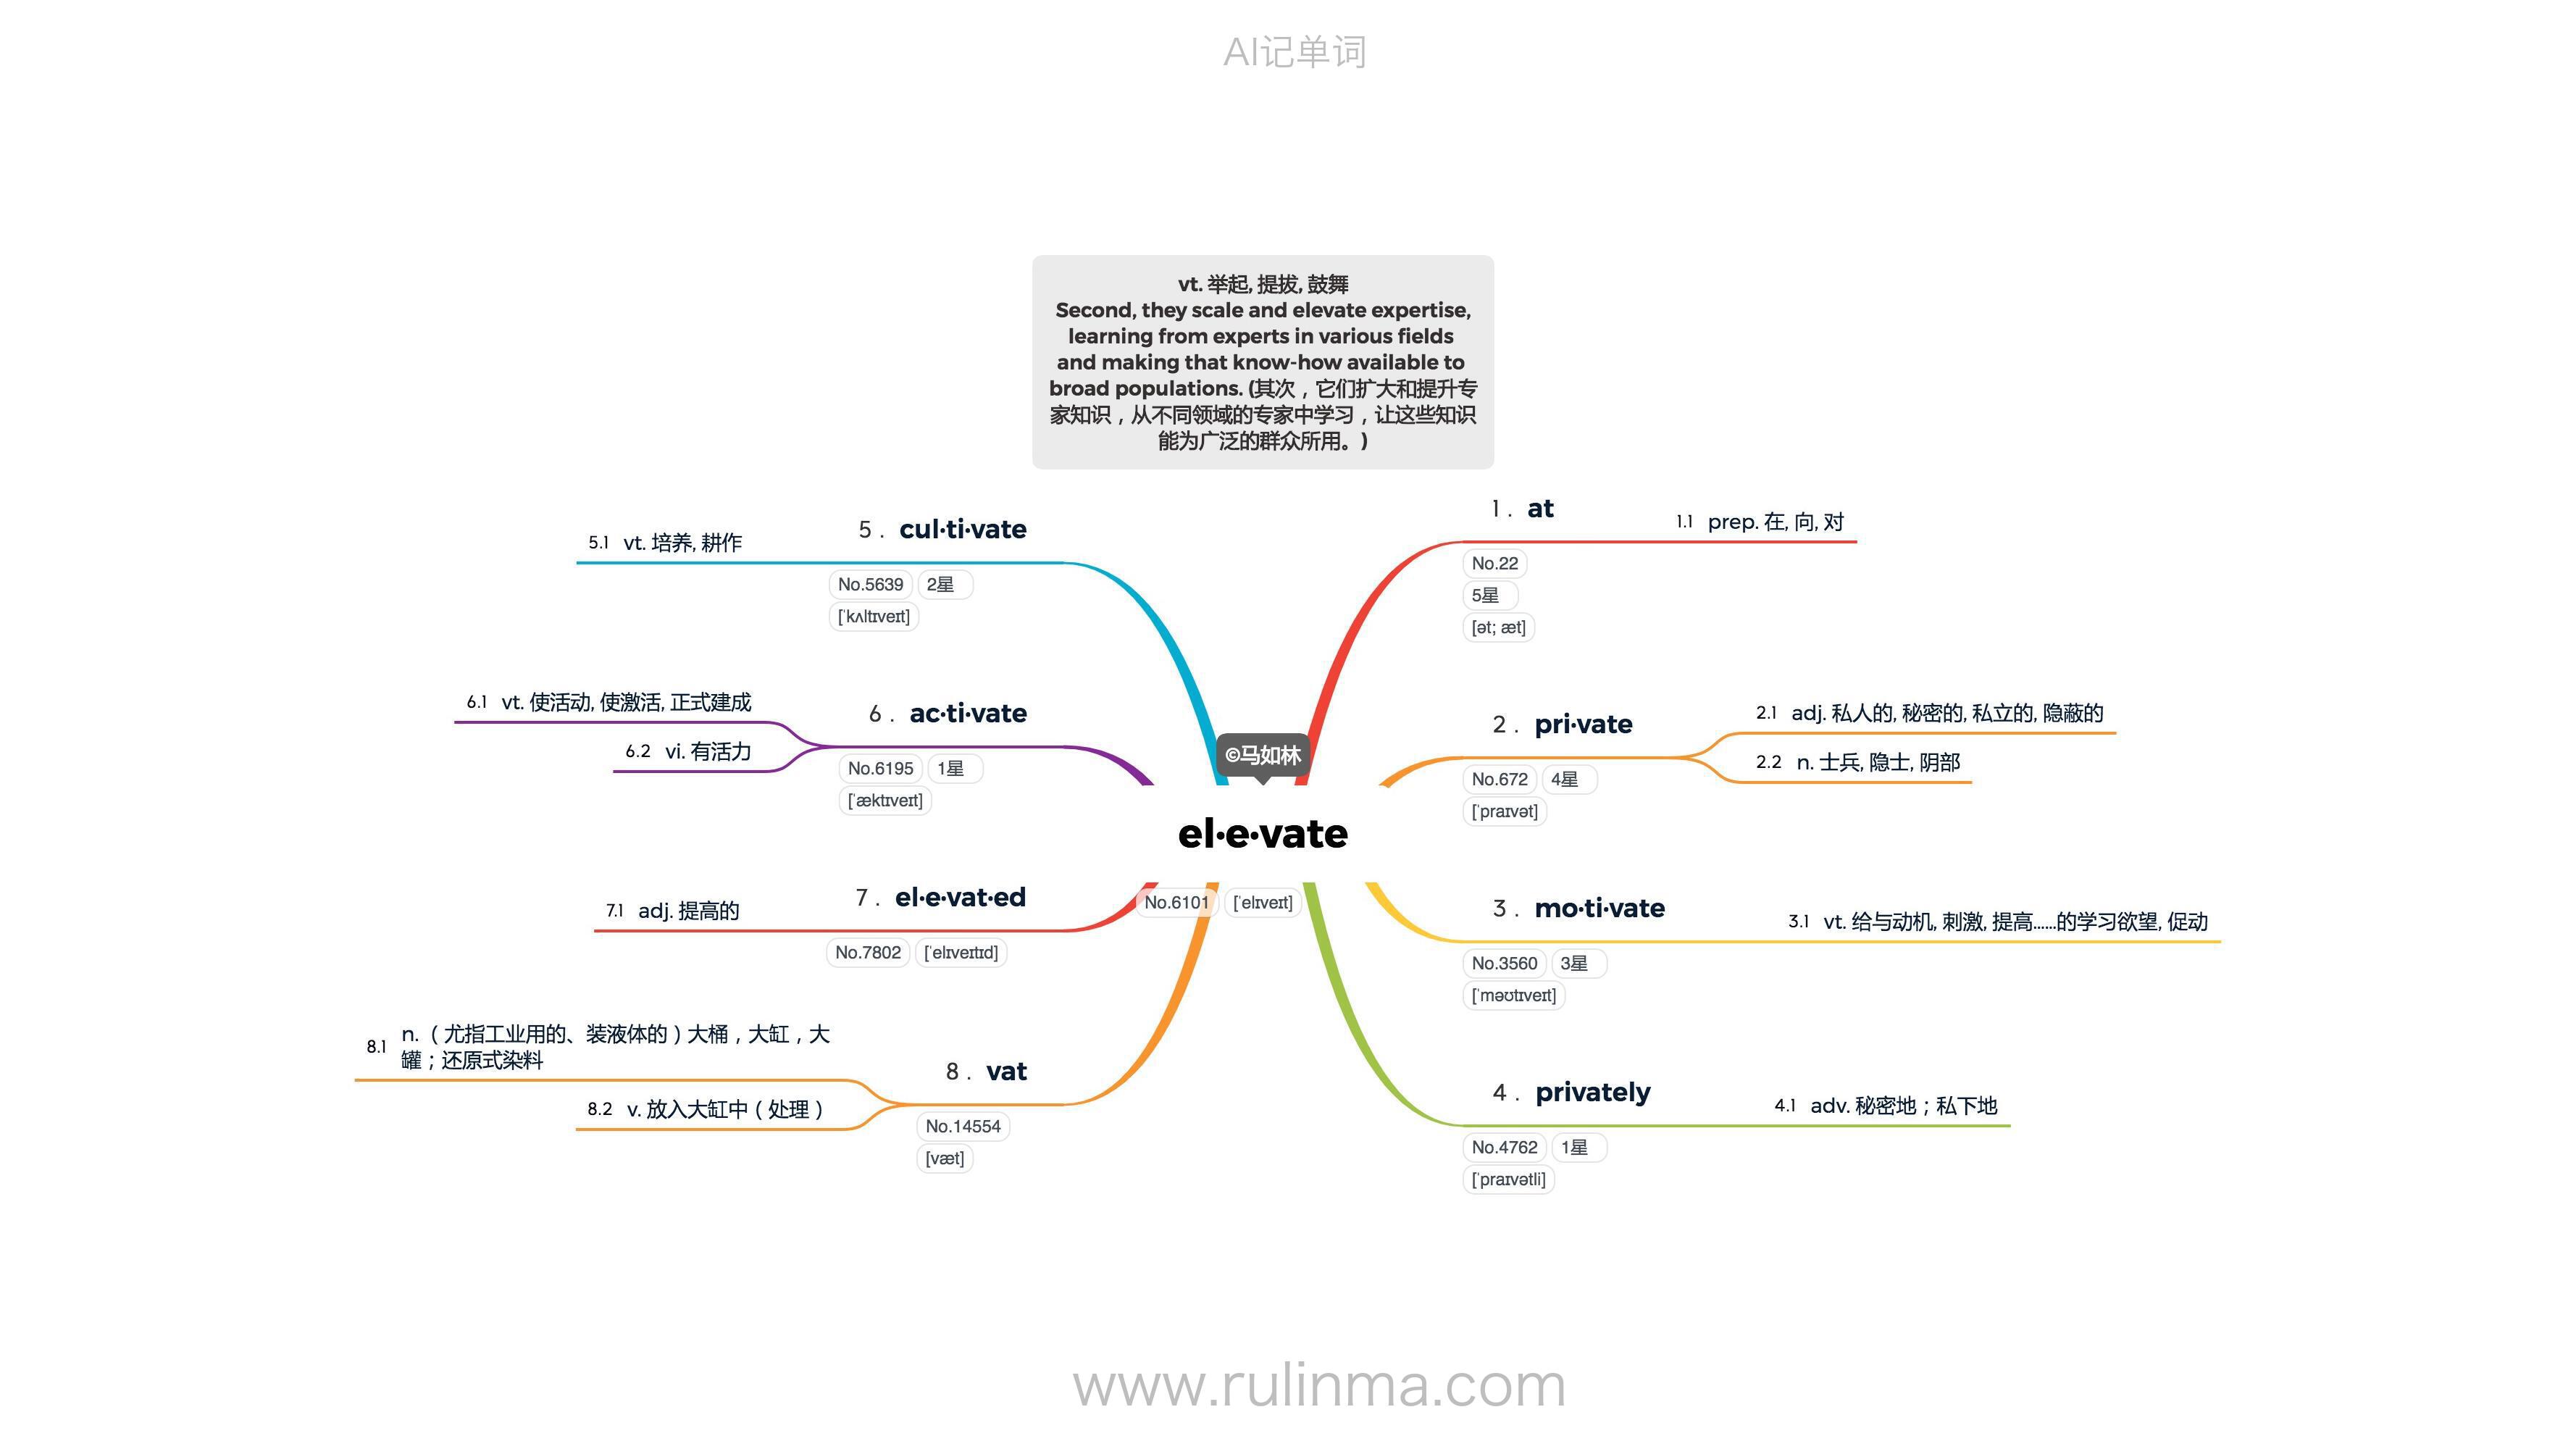 AI记单词
vt. 举起, 提拔, 鼓舞
Second, they scale and elevate expertise,
learning from experts in various fields
and making that know-how available to
broad populations. (其次，它们扩大和提升专
家知识，从不同领域的专家中学习，让这些知识
能为广泛的群众所用。)
©马如林
el·e·vate
No.6101 [ˈelɪveɪt]
1 . at
No.22
5星
[ət; æt]
1.1 prep. 在, 向, 对
2 . pri·vate
No.672 4星
[ˈpraɪvət]
2.1 adj. 私人的, 秘密的, 私立的, 隐蔽的
2.2 n. 士兵, 隐士, 阴部
3 . mo·ti·vate
No.3560 3星
[ˈməʊtɪveɪt]
3.1 vt. 给与动机, 刺激, 提高......的学习欲望, 促动
4 . privately
No.4762 1星
[ˈpraɪvətli]
4.1 adv. 秘密地；私下地
5 . cul·ti·vate
No.5639 2星
[ˈkʌltɪveɪt]
5.1 vt. 培养, 耕作
6 . ac·ti·vate
No.6195 1星
[ˈæktɪveɪt]
6.1 vt. 使活动, 使激活, 正式建成
6.2 vi. 有活力
7 . el·e·vat·ed
No.7802 [ˈelɪveɪtɪd]
7.1 adj. 提高的
8 . vat
No.14554
[væt]
8.1 n.（尤指工业用的、装液体的）大桶，大缸，大
罐；还原式染料
8.2 v. 放入大缸中（处理）
www.rulinma.com